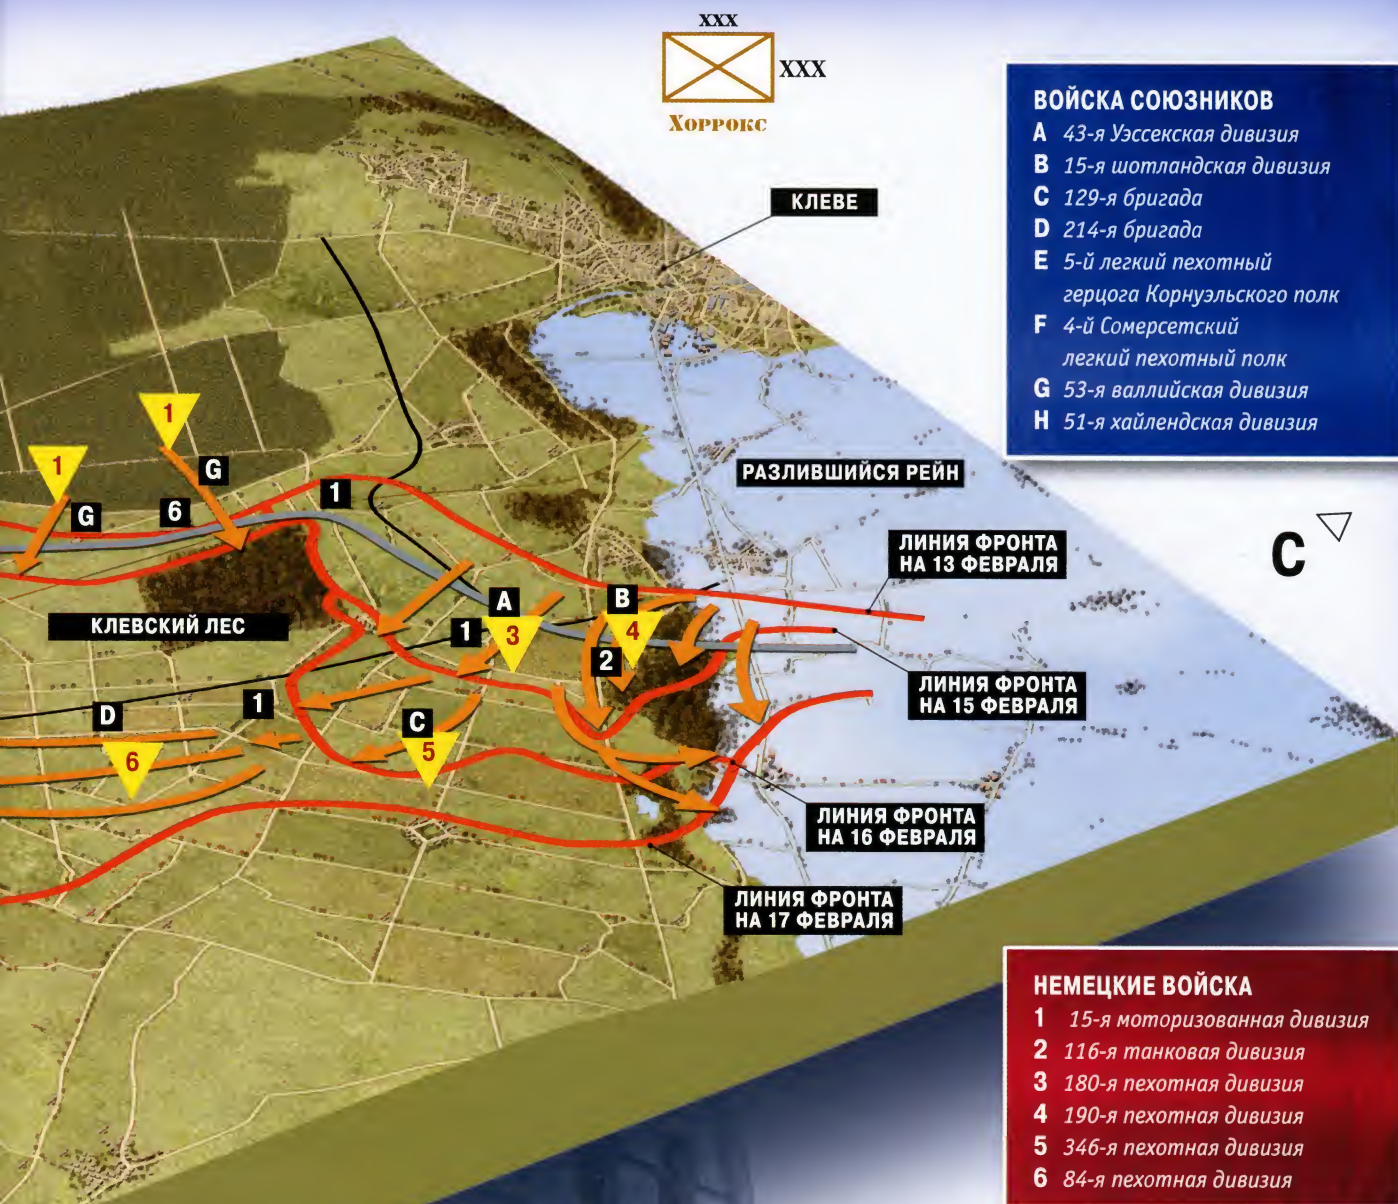 XXX
XXX
Хоррокс
КЛЕВЕ
ВОЙСКА СОЮЗНИКОВ
A 43-я Уэссекская дивизия
B 15-я шотландская дивизия
C 129-я бригада
D 214-я бригада
E 5-й легкий пехотный
герцога Корнуэльского полк
F 4-й Сомерсетский
легкий пехотный полк
G 53-я валлийская дивизия
H 51-я хайлендская дивизия
1
1
G
G
6
1
РАЗЛИВШИЙСЯ РЕЙН
С
ЛИНИЯ ФРОНТА
НА 13 ФЕВРАЛЯ
КЛЕВСКИЙ ЛЕС
A
B
1
3
4
2
ЛИНИЯ ФРОНТА
НА 15 ФЕВРАЛЯ
D
1
C
5
6
ЛИНИЯ ФРОНТА
НА 16 ФЕВРАЛЯ
ЛИНИЯ ФРОНТА
НА 17 ФЕВРАЛЯ
НЕМЕЦКИЕ ВОЙСКА
1 15-я моторизованная дивизия
2 116-я танковая дивизия
3 180-я пехотная дивизия
4 190-я пехотная дивизия
5 346-я пехотная дивизия
6 84-я пехотная дивизия